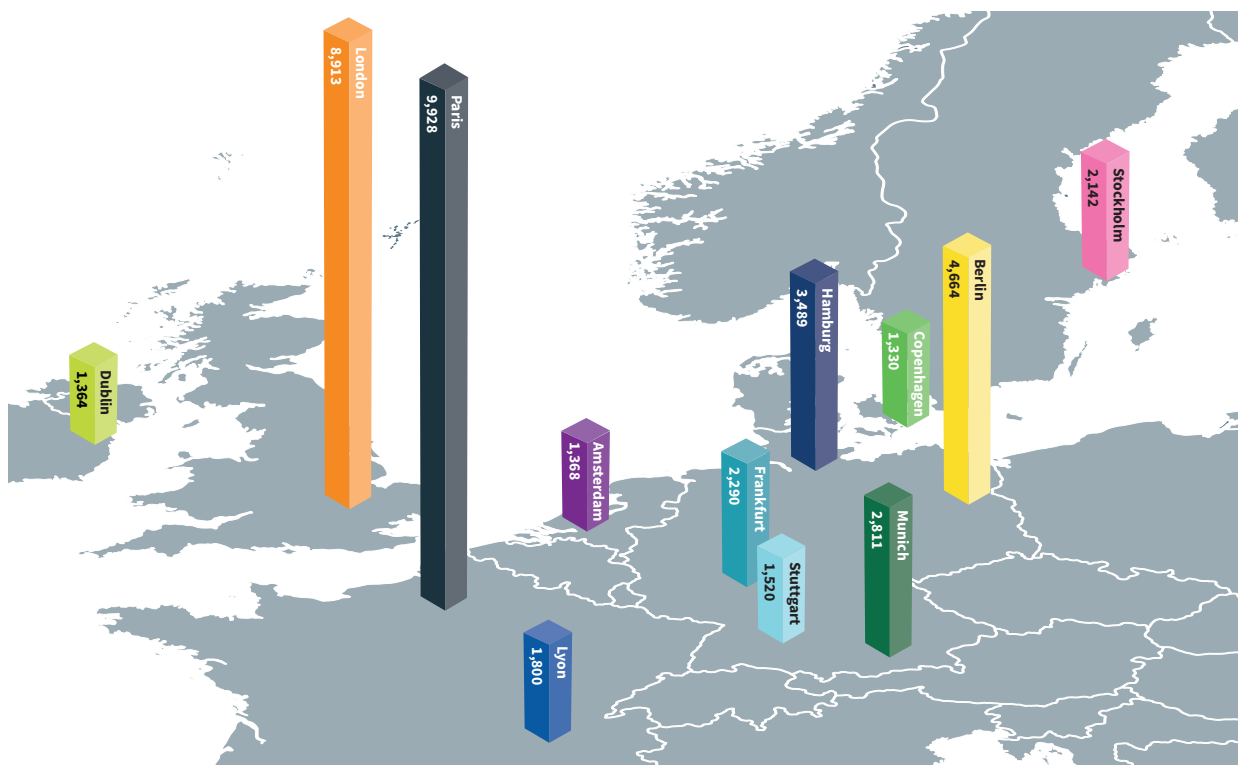 London
8,913
Paris
9,928
Stockholm
2,142
Berlin
4,664
Hamburg
3,489
Copenhagen
1,330
Dublin
1,364
Amsterdam
1,368
Frankfurt
2,290
Munich
2,811
Stuttgart
1,520
Lyon
1,800